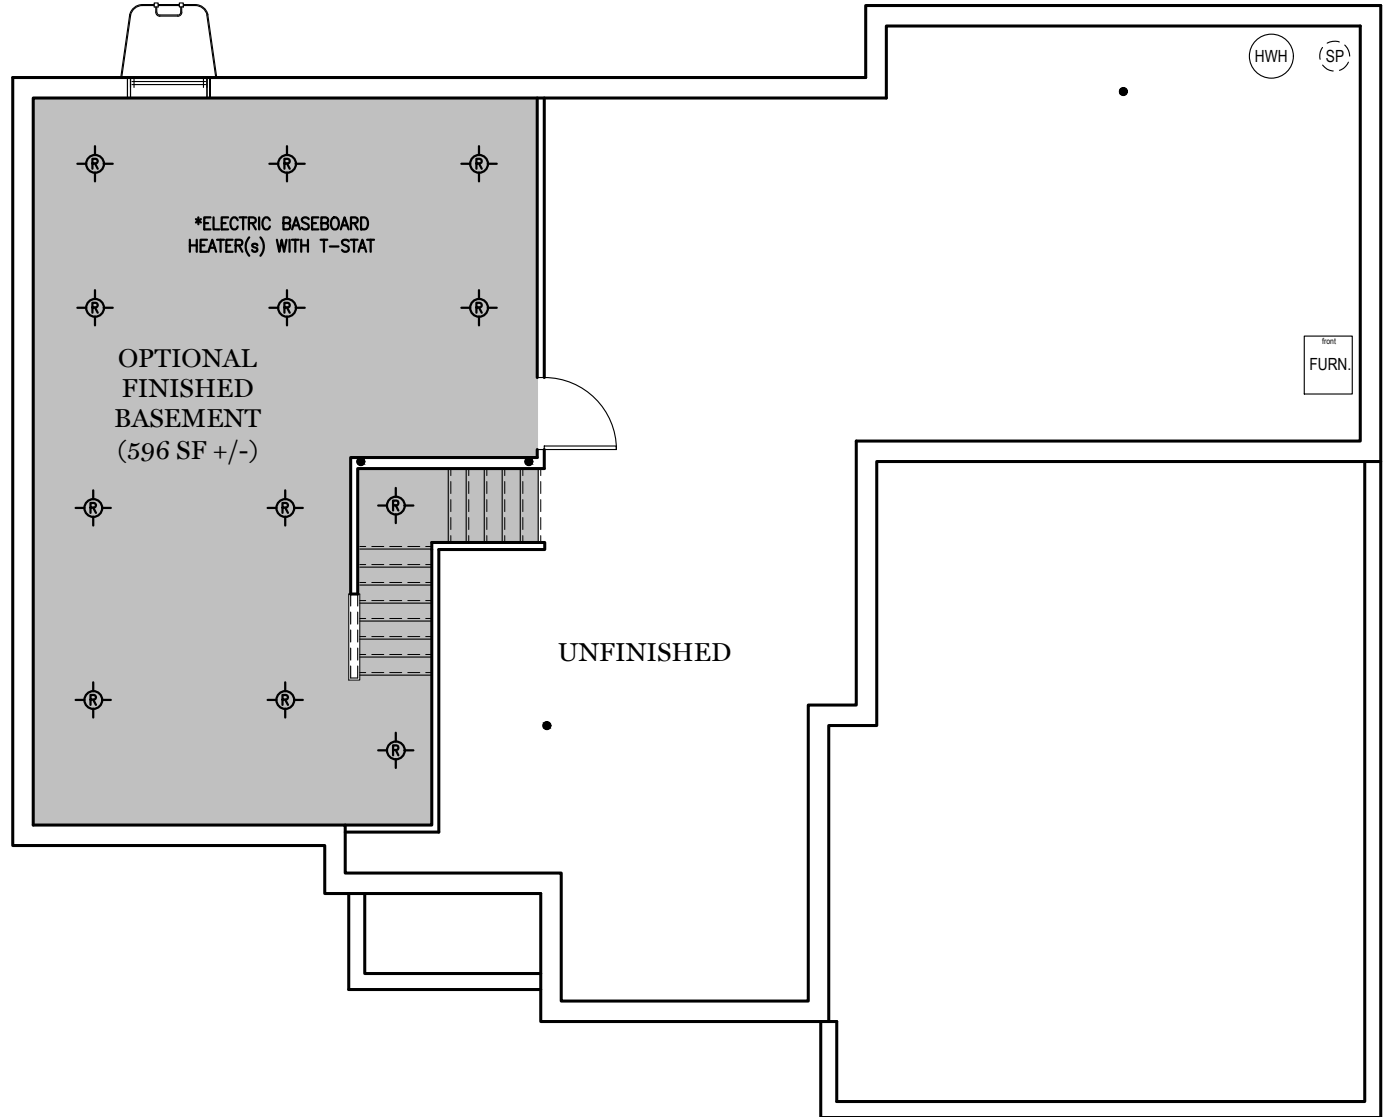 HWH
SP
R
R
R
*ELECTRIC BASEBOARD
HEATER(s) WITH T-STAT
R
R
R
front
FURN.
OPTIONAL
FINISHED
BASEMENT
(596 SF +/-)
R
R
R
UNFINISHED
R
R
R